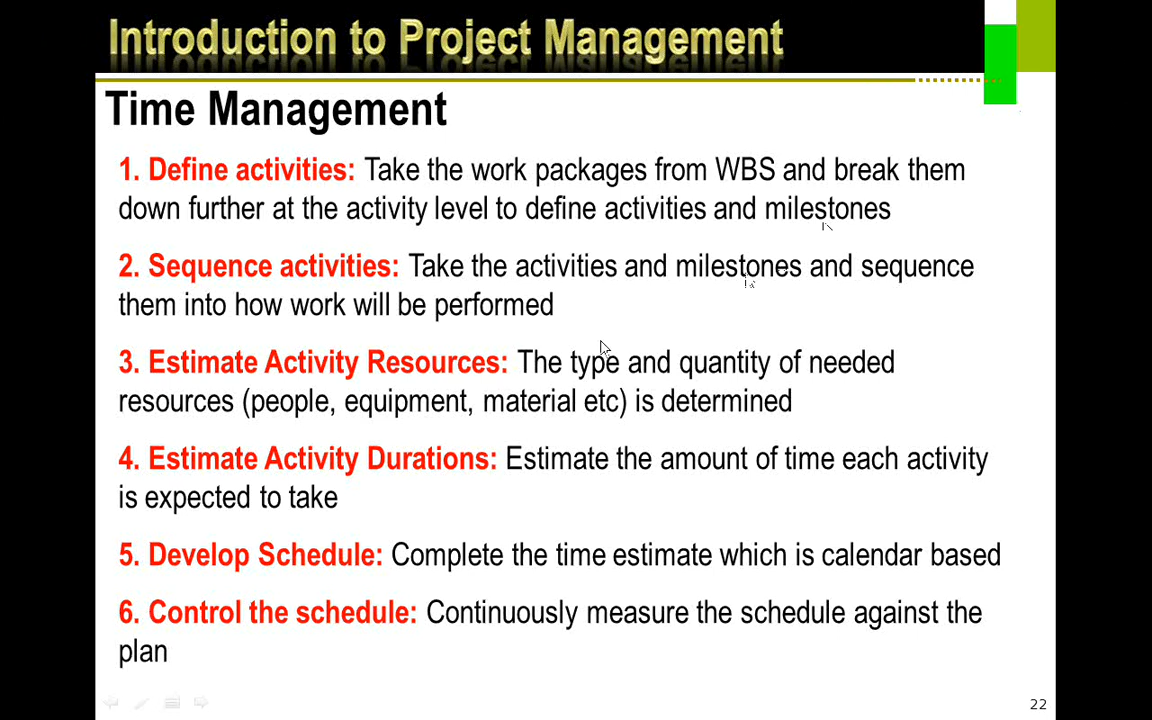 Introduction to Project Management
Time Management
1. Define activities: Take the work packages from WBS and break them
down further at the activity level to define activities and milestones
2. Sequence activities: Take the activities and milestones and sequence
them into how work will be performed
3. Estimate Activity Resources: The type and quantity of needed
resources (people, equipment, material etc) is determined
4. Estimate Activity Durations: Estimate the amount of time each activity
is expected to take
5. Develop Schedule: Complete the time estimate which is calendar based
6. Control the schedule: Continuously measure the schedule against the
plan
22